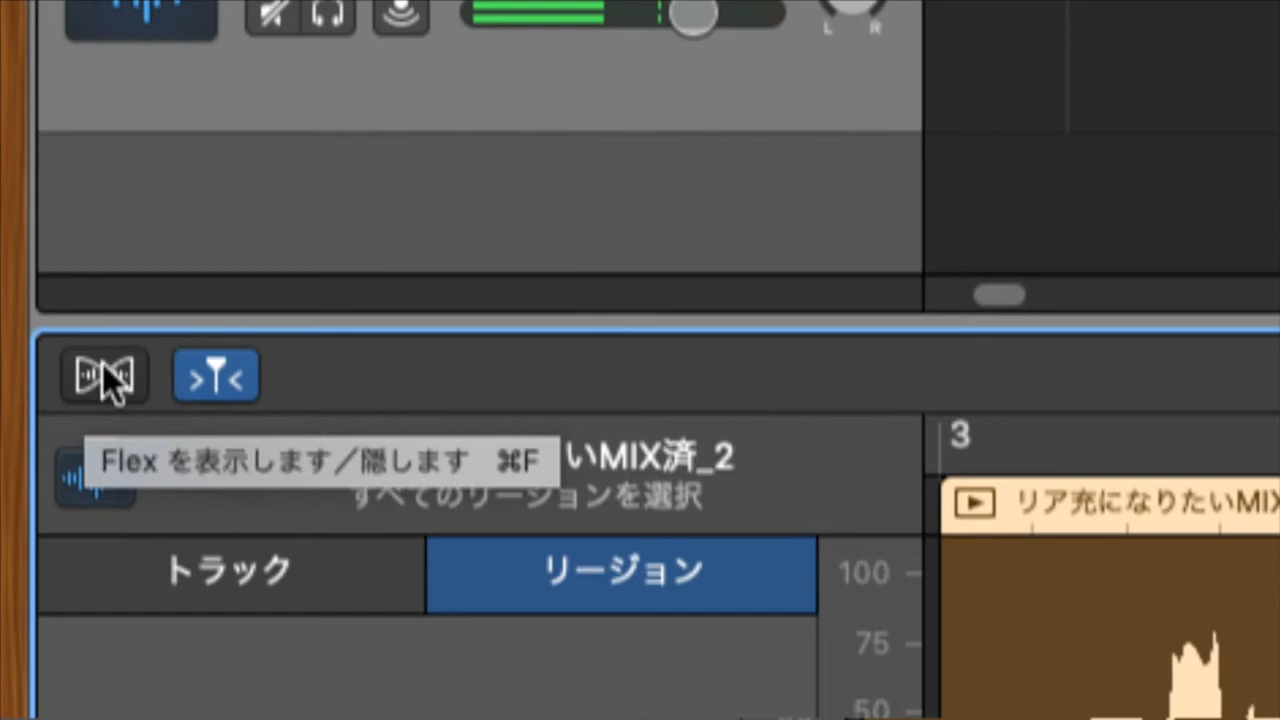 L R
Flex を表示します／隠します ⌘F
いMIX済_2
すべてのリージョンを選択
3
リア充になりたいMIX
トラック
リージョン
100
75
50